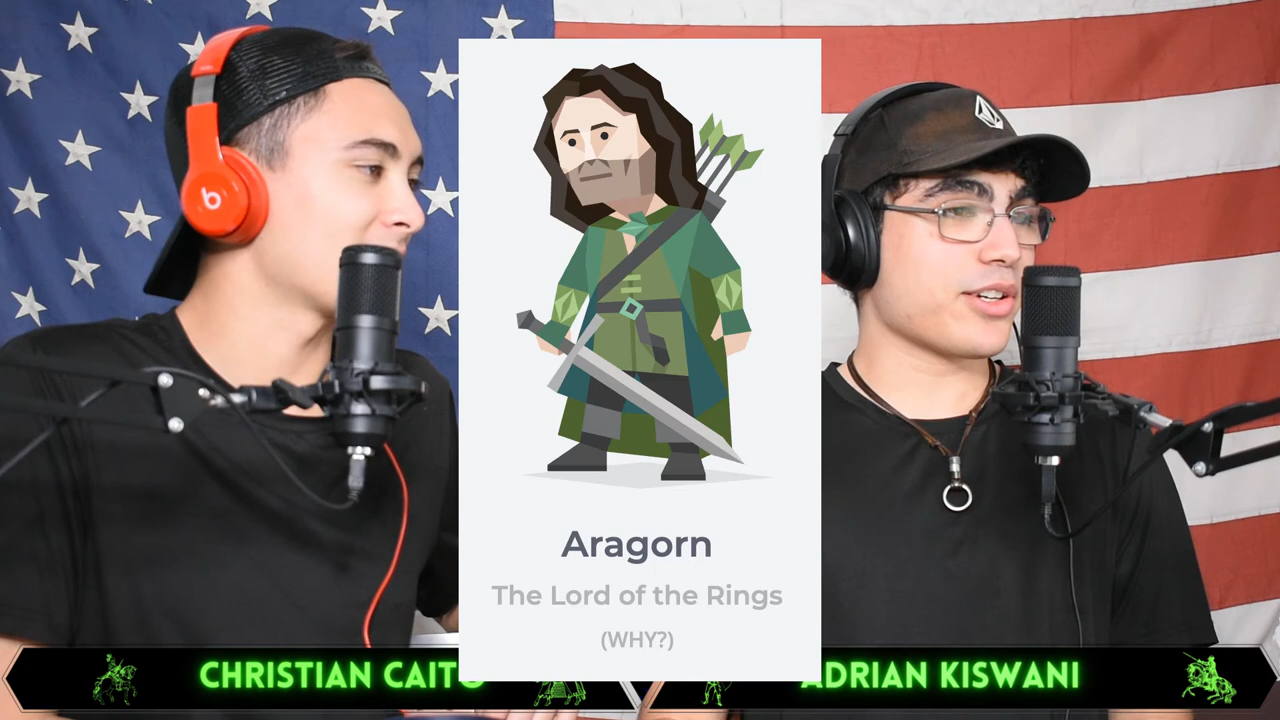 Aragorn
The Lord of the Rings
(WHY?)
CHRISTIAN CAITO
ADRIAN KISWANI
b